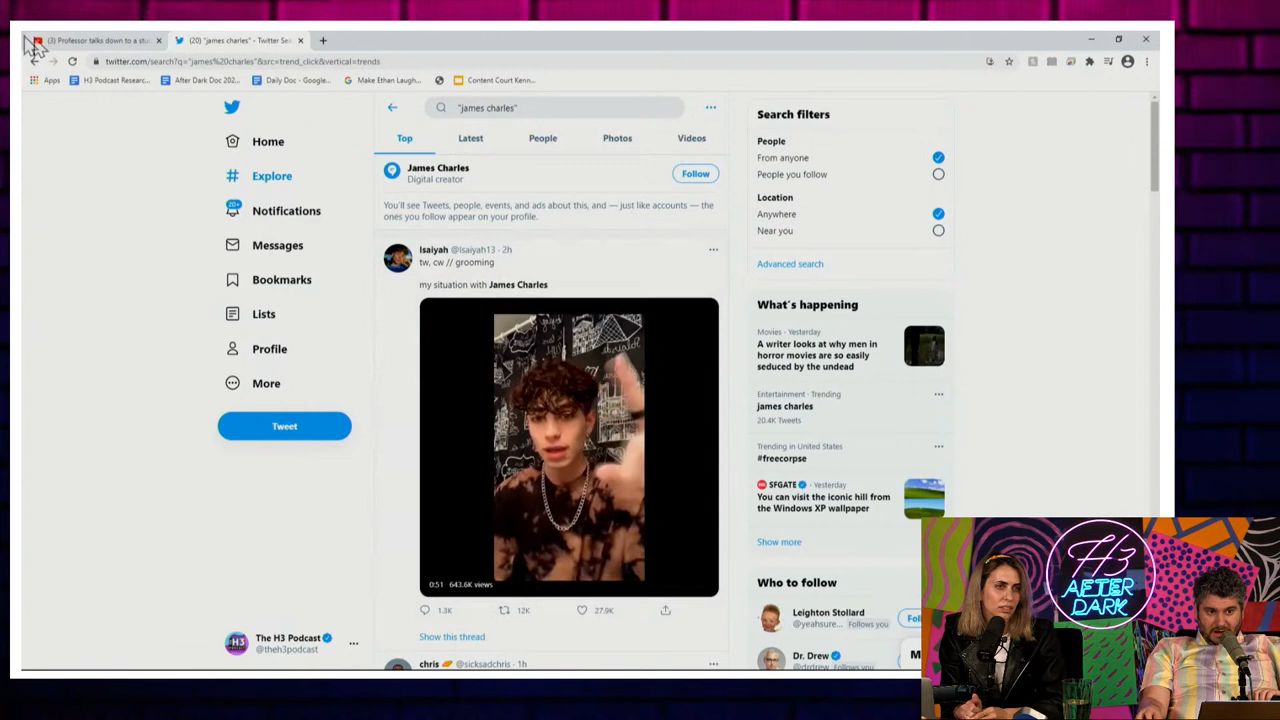 (3) Professor talks down to a stu
(20) "james charles" - Twitter Sea
twitter.com/search?q="james%20charles"&src=trend_click&vertical=trends
Apps
H3 Podcast Researc...
After Dark Doc 202...
Daily Doc - Google...
Make Ethan Laugh...
Content Court Kenn...
Home
Explore
20+
Notifications
Messages
Bookmarks
Lists
Profile
More
Tweet
The H3 Podcast
@theh3podcast
"james charles"
Top
Latest
People
Photos
Videos
James Charles
Digital creator
Follow
You'll see Tweets, people, events, and ads about this, and — just like accounts — the
ones you follow appear on your profile.
Isaiyah @Isaiyah13 · 2h
tw, cw // grooming
my situation with James Charles
0:51 643.6K views
1.3K
12K
27.9K
Show this thread
chris @sicksadchris · 1h
Search filters
People
From anyone
People you follow
Location
Anywhere
Near you
Advanced search
What's happening
Movies · Yesterday
A writer looks at why men in
horror movies are so easily
seduced by the undead
Entertainment · Trending
james charles
20.4K Tweets
Trending in United States
#freecorpse
SFGATE · Yesterday
You can visit the iconic hill from
the Windows XP wallpaper
Show more
Who to follow
Leighton Stollard
@yeahsure... Follows you
Fol
Dr. Drew
@drdrew Follows you
M
H3
AFTER
DARK